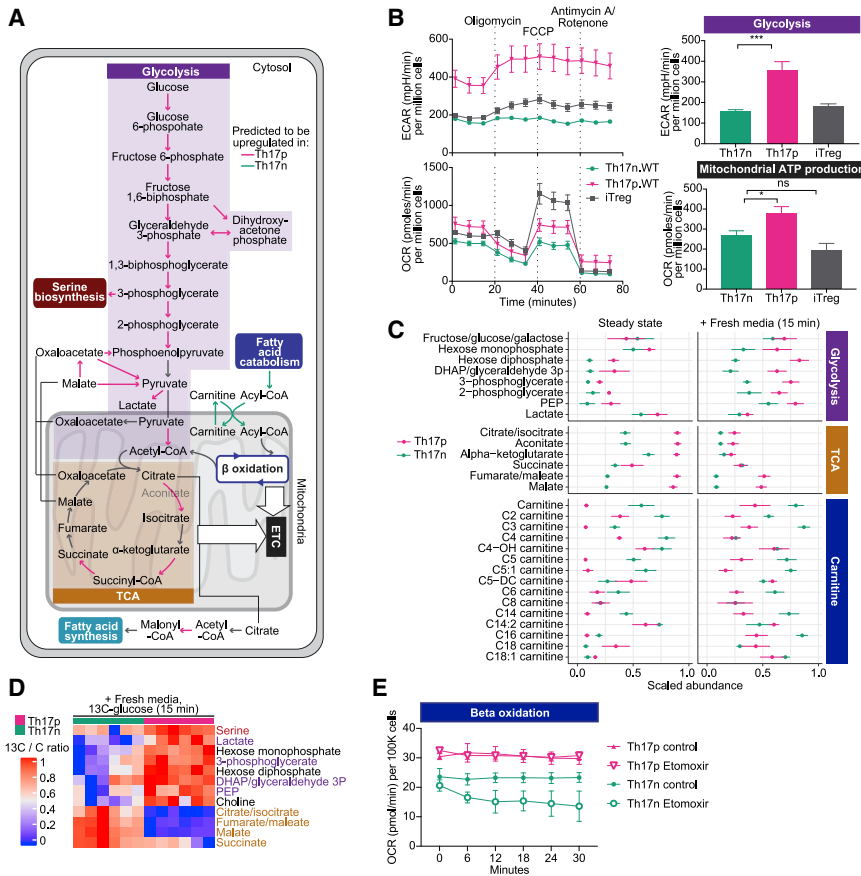 A
Glycolysis
Cytosol
Glucose
Glucose
6-phospohate
Fructose 6-phosphate
Fructose
1,6-biphosphate
Glyceraldehyde
3-phosphate
Dihydroxy-
acetone
phosphate
1,3-biphosphoglycerate
Serine
biosynthesis
3-phosphoglycerate
2-phosphoglycerate
Phosphoenolpyruvate
Oxaloacetate
Malate
Pyruvate
Lactate
Oxaloacetate
Pyruvate
Acetyl-CoA
Predicted to be
upregulated in:
Th17p
Th17n
Fatty
acid
catabolism
Carnitine
Acyl-CoA
Carnitine
Acyl-CoA
β oxidation
Mitochondria
ETC
Oxaloacetate
Citrate
Aconitate
Malate
Isocitrate
Fumarate
α-ketoglutarate
Succinate
Succinyl-CoA
TCA
Fatty acid
synthesis
Malonyl
-CoA
Acetyl
-CoA
Citrate
B
Oligomycin
FCCP
Antimycin A/
Rotenone
ECAR (mpH/min)
per million cells
600
400
200
0
OCR (pmoles/min)
per million cells
1500
1000
500
0
0
20
40
60
80
Time (minutes)
Th17n.WT
Th17p.WT
iTreg
Glycolysis
***
ECAR (mpH/min)
per million cells
500
400
300
200
100
0
Th17n
Th17p
iTreg
Mitochondrial ATP production
ns
*
OCR (pmoles/min)
per million cells
500
400
300
200
100
0
Th17n
Th17p
iTreg
C
Steady state
+ Fresh media (15 min)
Fructose/glucose/galactose
Hexose monophosphate
Hexose diphosphate
DHAP/glyceraldehyde 3p
3-phosphoglycerate
2-phosphoglycerate
PEP
Lactate
Glycolysis
Citrate/isocitrate
Aconitate
Alpha-ketoglutarate
Succinate
Fumarate/maleate
Malate
TCA
Th17p
Th17n
Carnitine
C2 carnitine
C3 carnitine
C4 carnitine
C4-OH carnitine
C5 carnitine
C5:1 carnitine
C5-DC carnitine
C6 carnitine
C8 carnitine
C14 carnitine
C14:2 carnitine
C16 carnitine
C18 carnitine
C18:1 carnitine
Carnitine
0.0
0.5
1.0
0.0
0.5
1.0
Scaled abundance
D
+ Fresh media,
13C-glucose (15 min)
Th17p
Th17n
13C / C ratio
1
0.8
0.6
0.4
0.2
0
Serine
Lactate
Hexose monophosphate
3-phosphoglycerate
Hexose diphosphate
DHAP/glyceraldehyde 3P
PEP
Choline
Citrate/isocitrate
Fumarate/maleate
Malate
Succinate
E
Beta oxidation
OCR (pmol/min) per 100K cells
40
30
20
10
0
0
6
12
18
24
30
Minutes
Th17p control
Th17p Etomoxir
Th17n control
Th17n Etomoxir